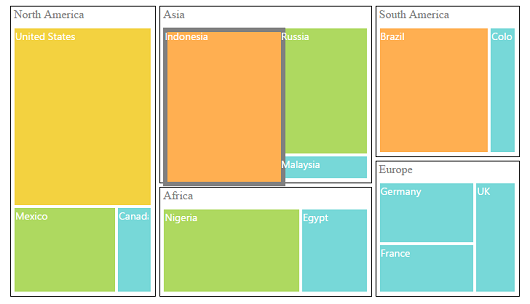 North America
United States
Mexico
Canad
Asia
Indonesia
Russia
Malaysia
Africa
Nigeria
Egypt
South America
Brazil
Colo
Europe
Germany
France
UK